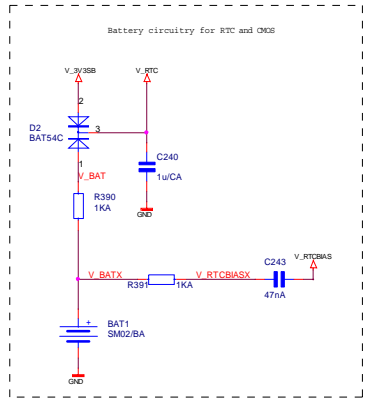 Battery circuitry for RTC and CMOS
V_3V3SB
V_RTC
2
D2
BAT54C
3
1
V_BAT
C240
1u/CA
R390
1KA
GND
C243
V_RTCBIAS
V_BATX
V_RTCBIASX
R391
1KA
47nA
+
BAT1
SM02/BA
GND